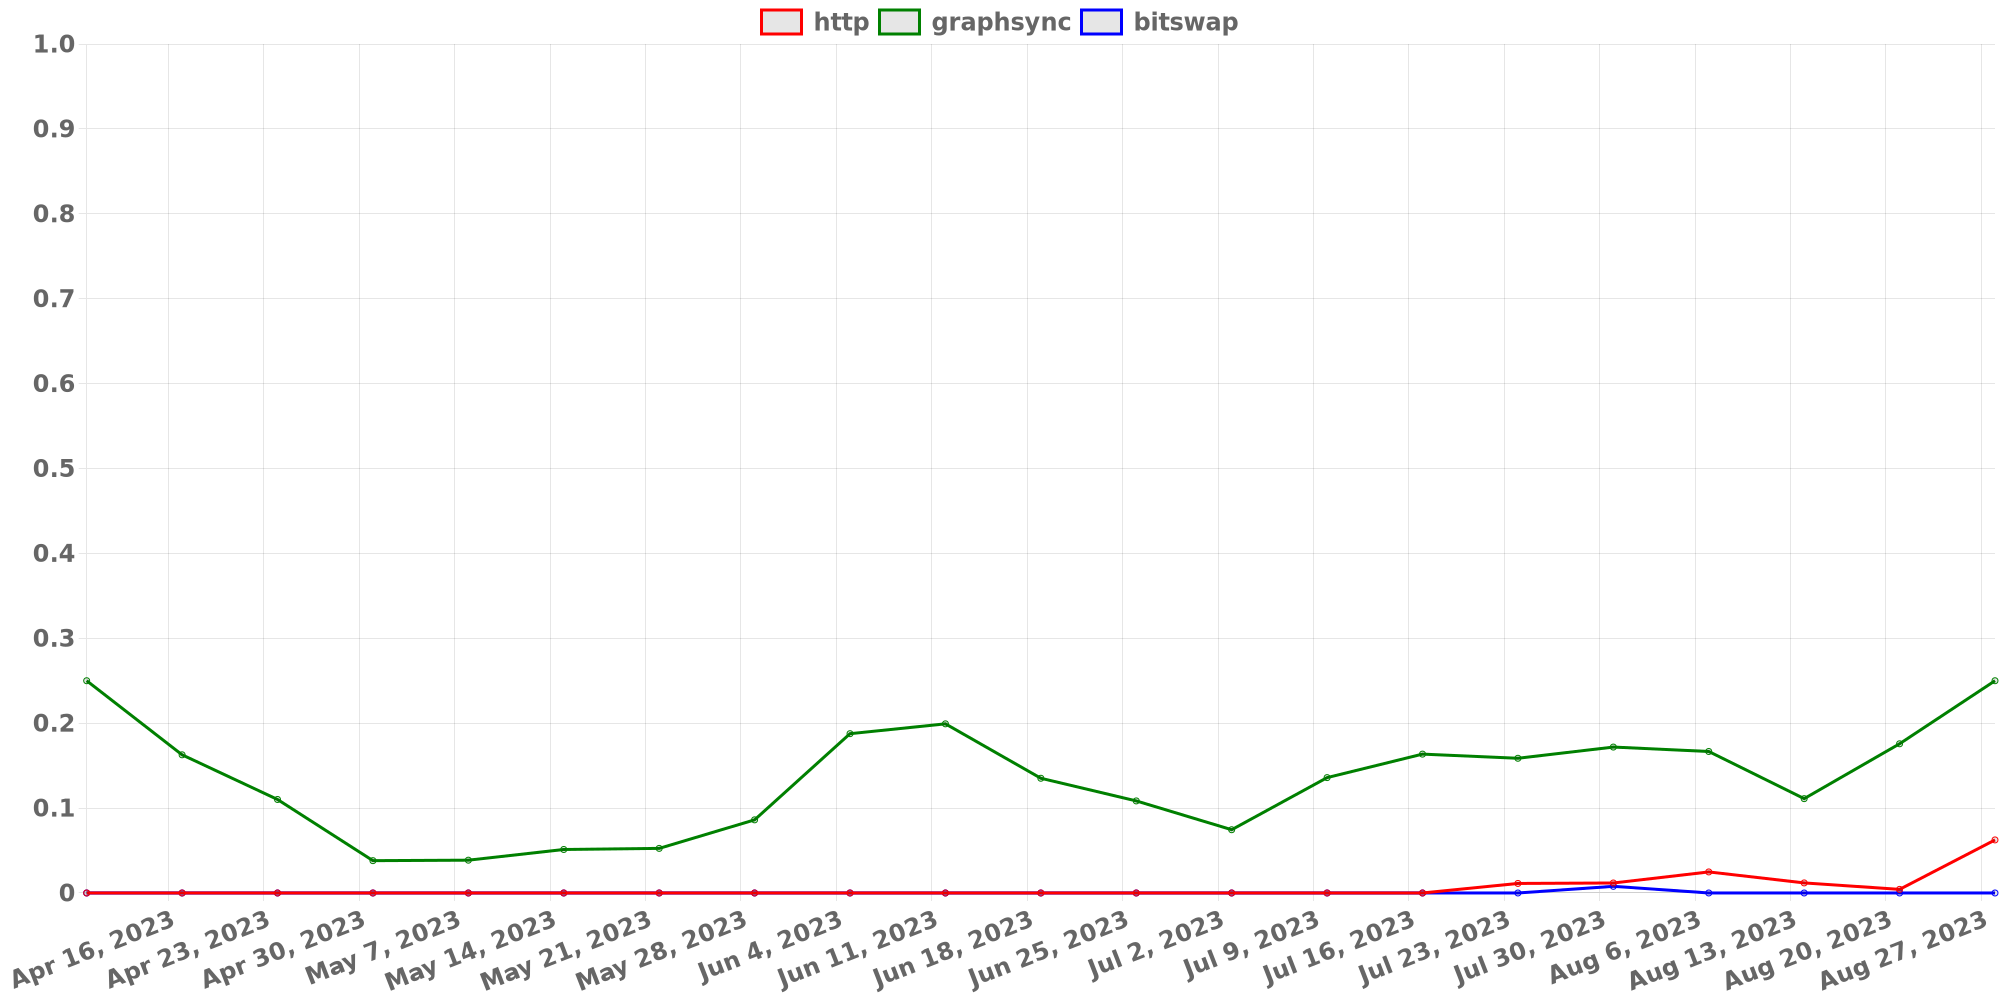 http graphsync bitswap
1.0
0.9
0.8
0.7
0.6
0.5
0.4
0.3
0.2
0.1
0
Apr 16, 2023
Apr 23, 2023
Apr 30, 2023
May 7, 2023
May 14, 2023
May 21, 2023
May 28, 2023
Jun 4, 2023
Jun 11, 2023
Jun 18, 2023
Jun 25, 2023
Jul 2, 2023
Jul 9, 2023
Jul 16, 2023
Jul 23, 2023
Jul 30, 2023
Aug 6, 2023
Aug 13, 2023
Aug 20, 2023
Aug 27, 2023